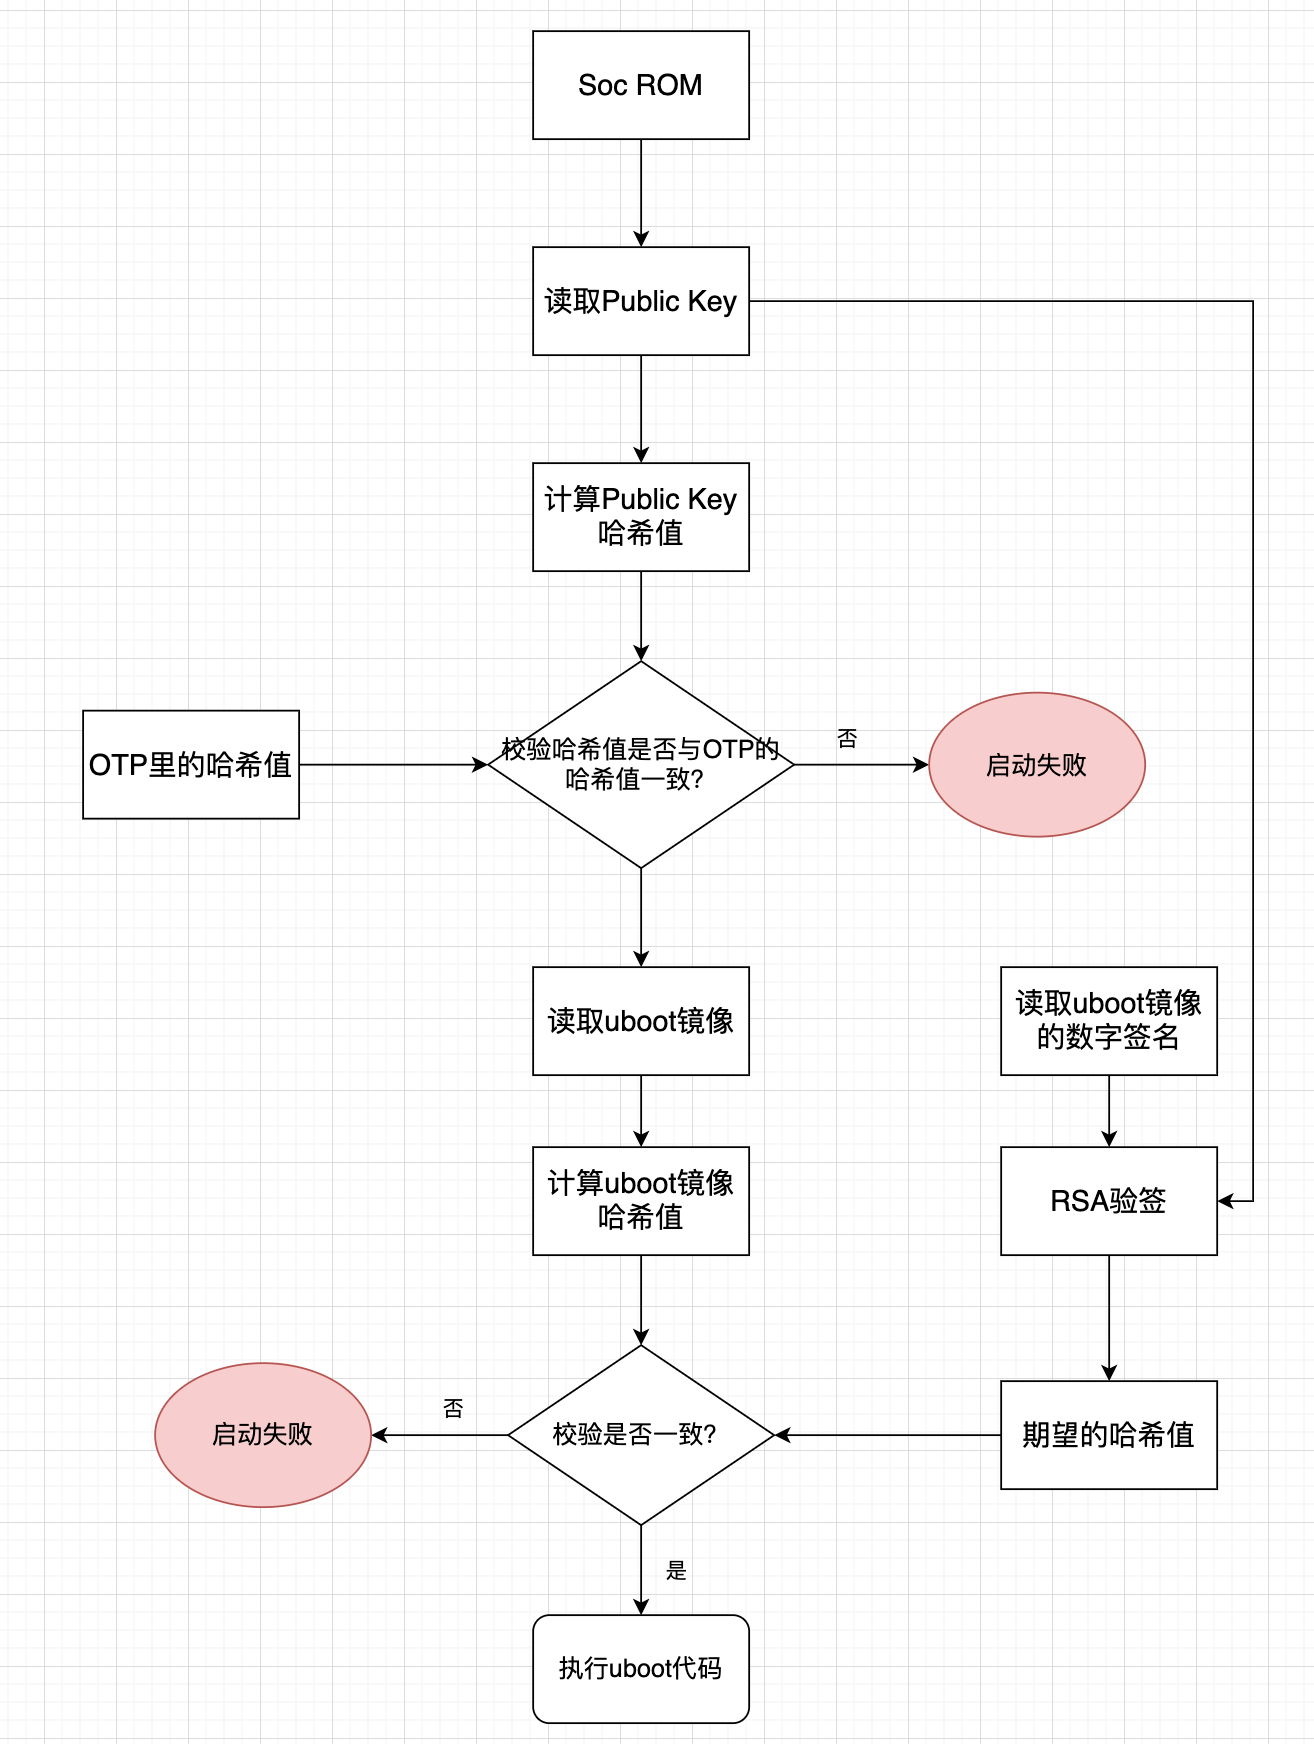 Soc ROM
读取Public Key
计算Public Key
哈希值
OTP里的哈希值
校验哈希值是否与OTP的
哈希值一致?
否
启动失败
读取uboot镜像
读取uboot镜像
的数字签名
计算uboot镜像
哈希值
RSA验签
启动失败
否
校验是否一致?
期望的哈希值
是
执行uboot代码